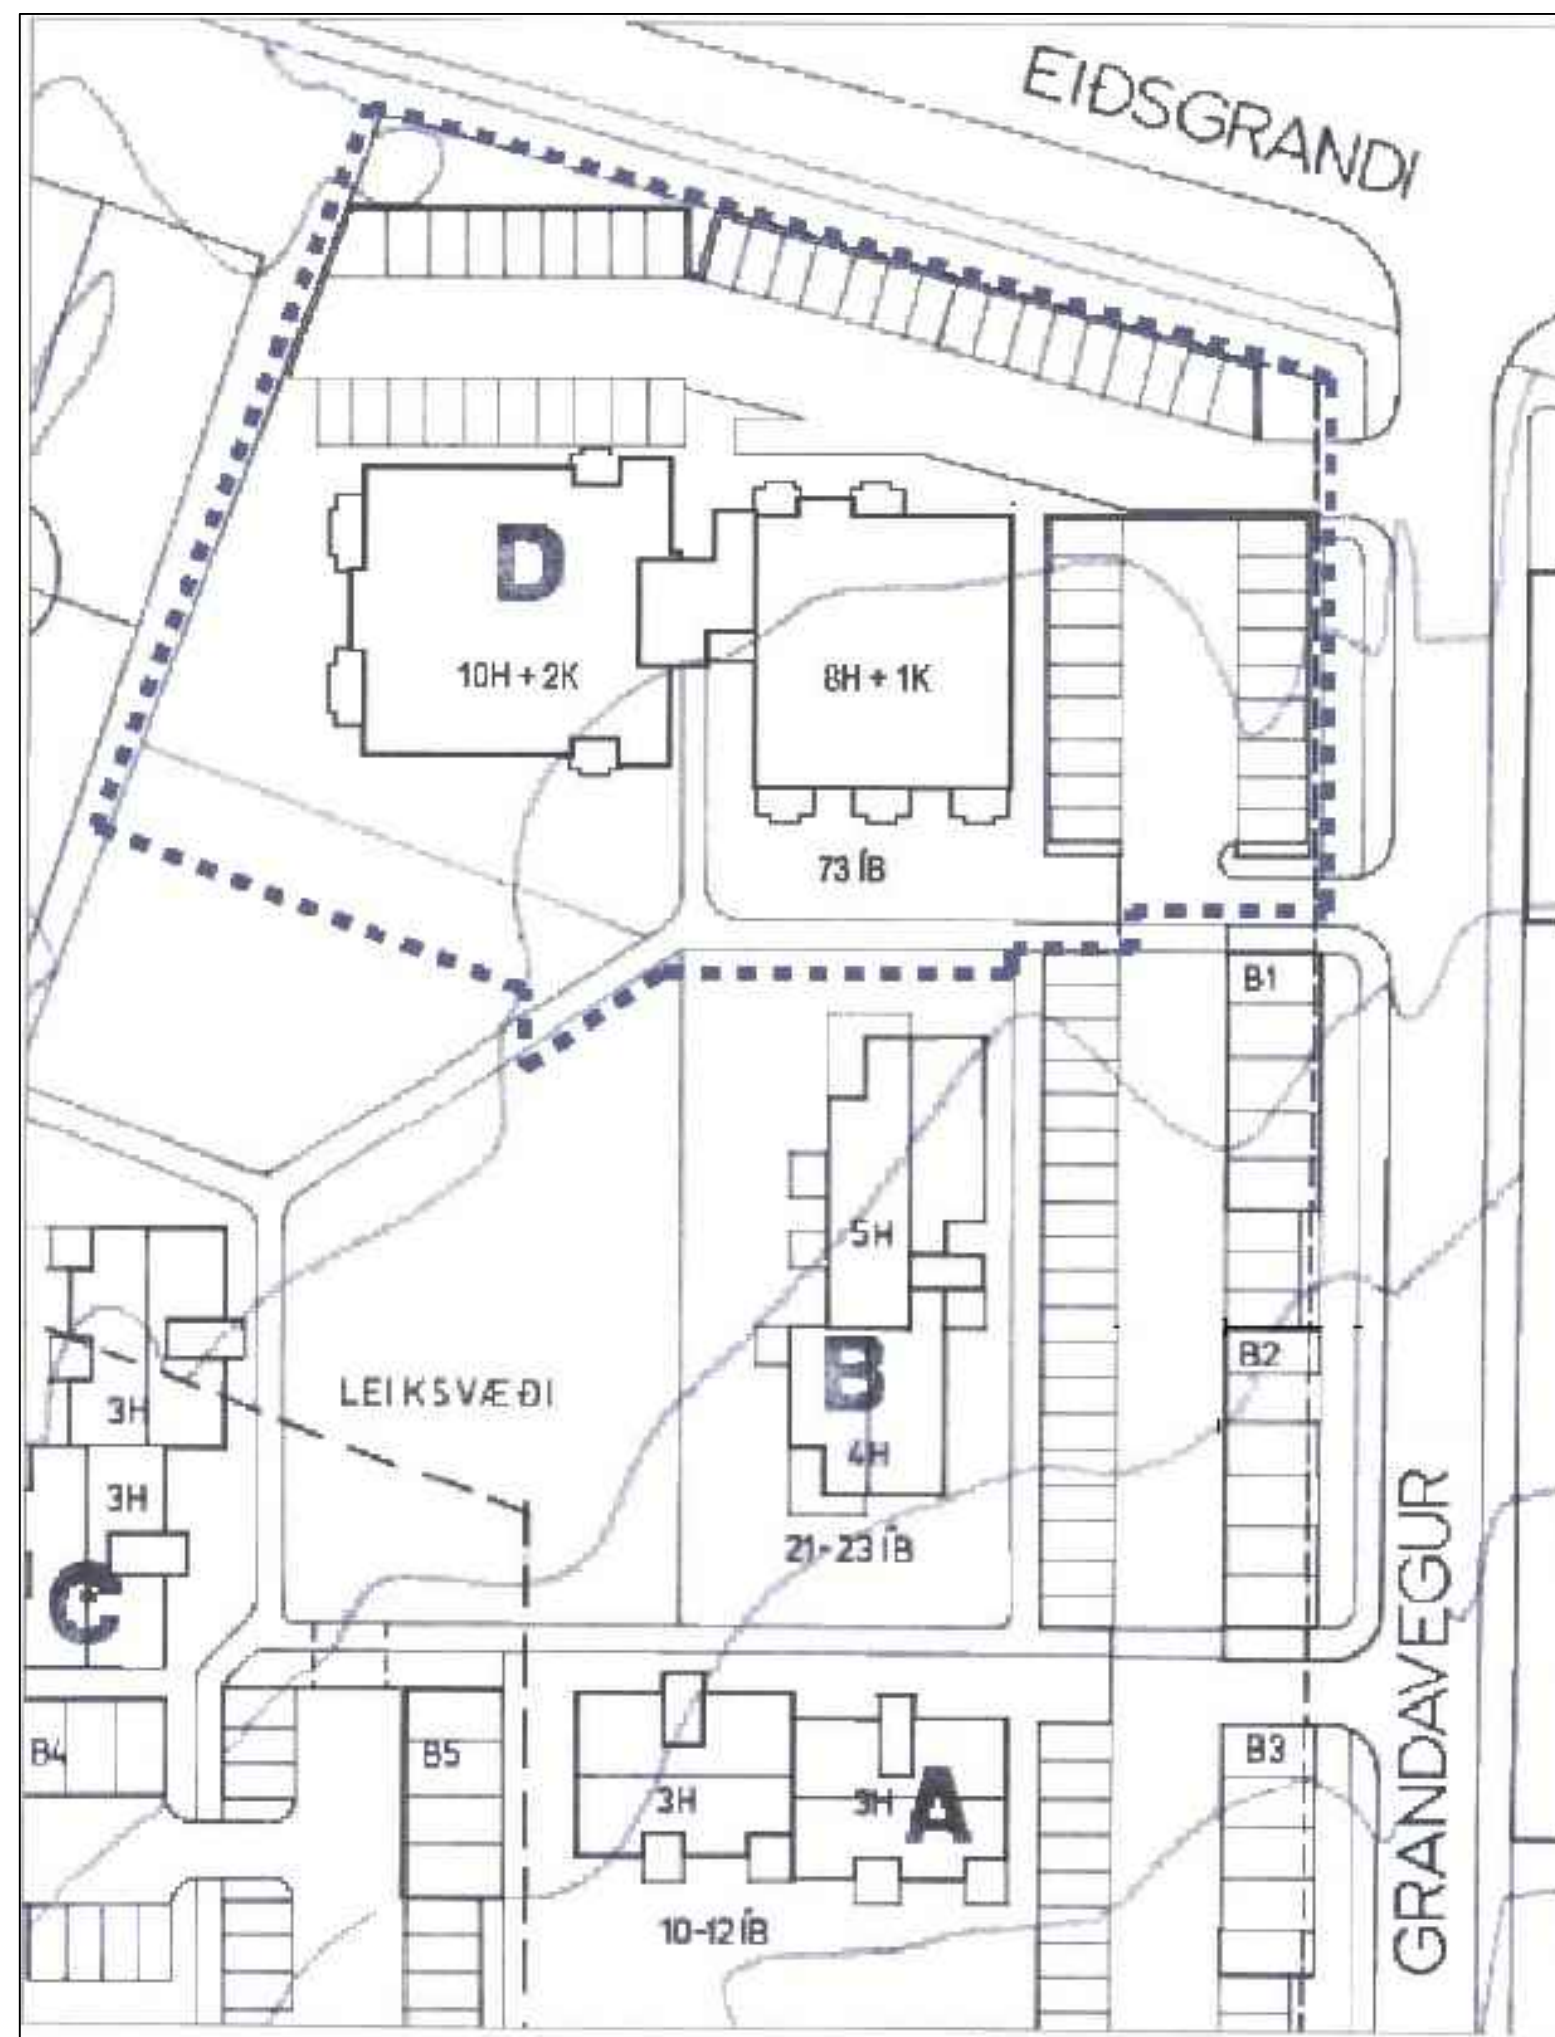 EIÐSGRANDI
D
10H + 2K
8H + 1K
73 ÍB
B1
5H
B2
LEIKSVÆÐI
B
3H
4H
3H
21-23 ÍB
C
GRANDAVEGUR
B4
B5
B3
3H
3H
A
10-12 ÍB